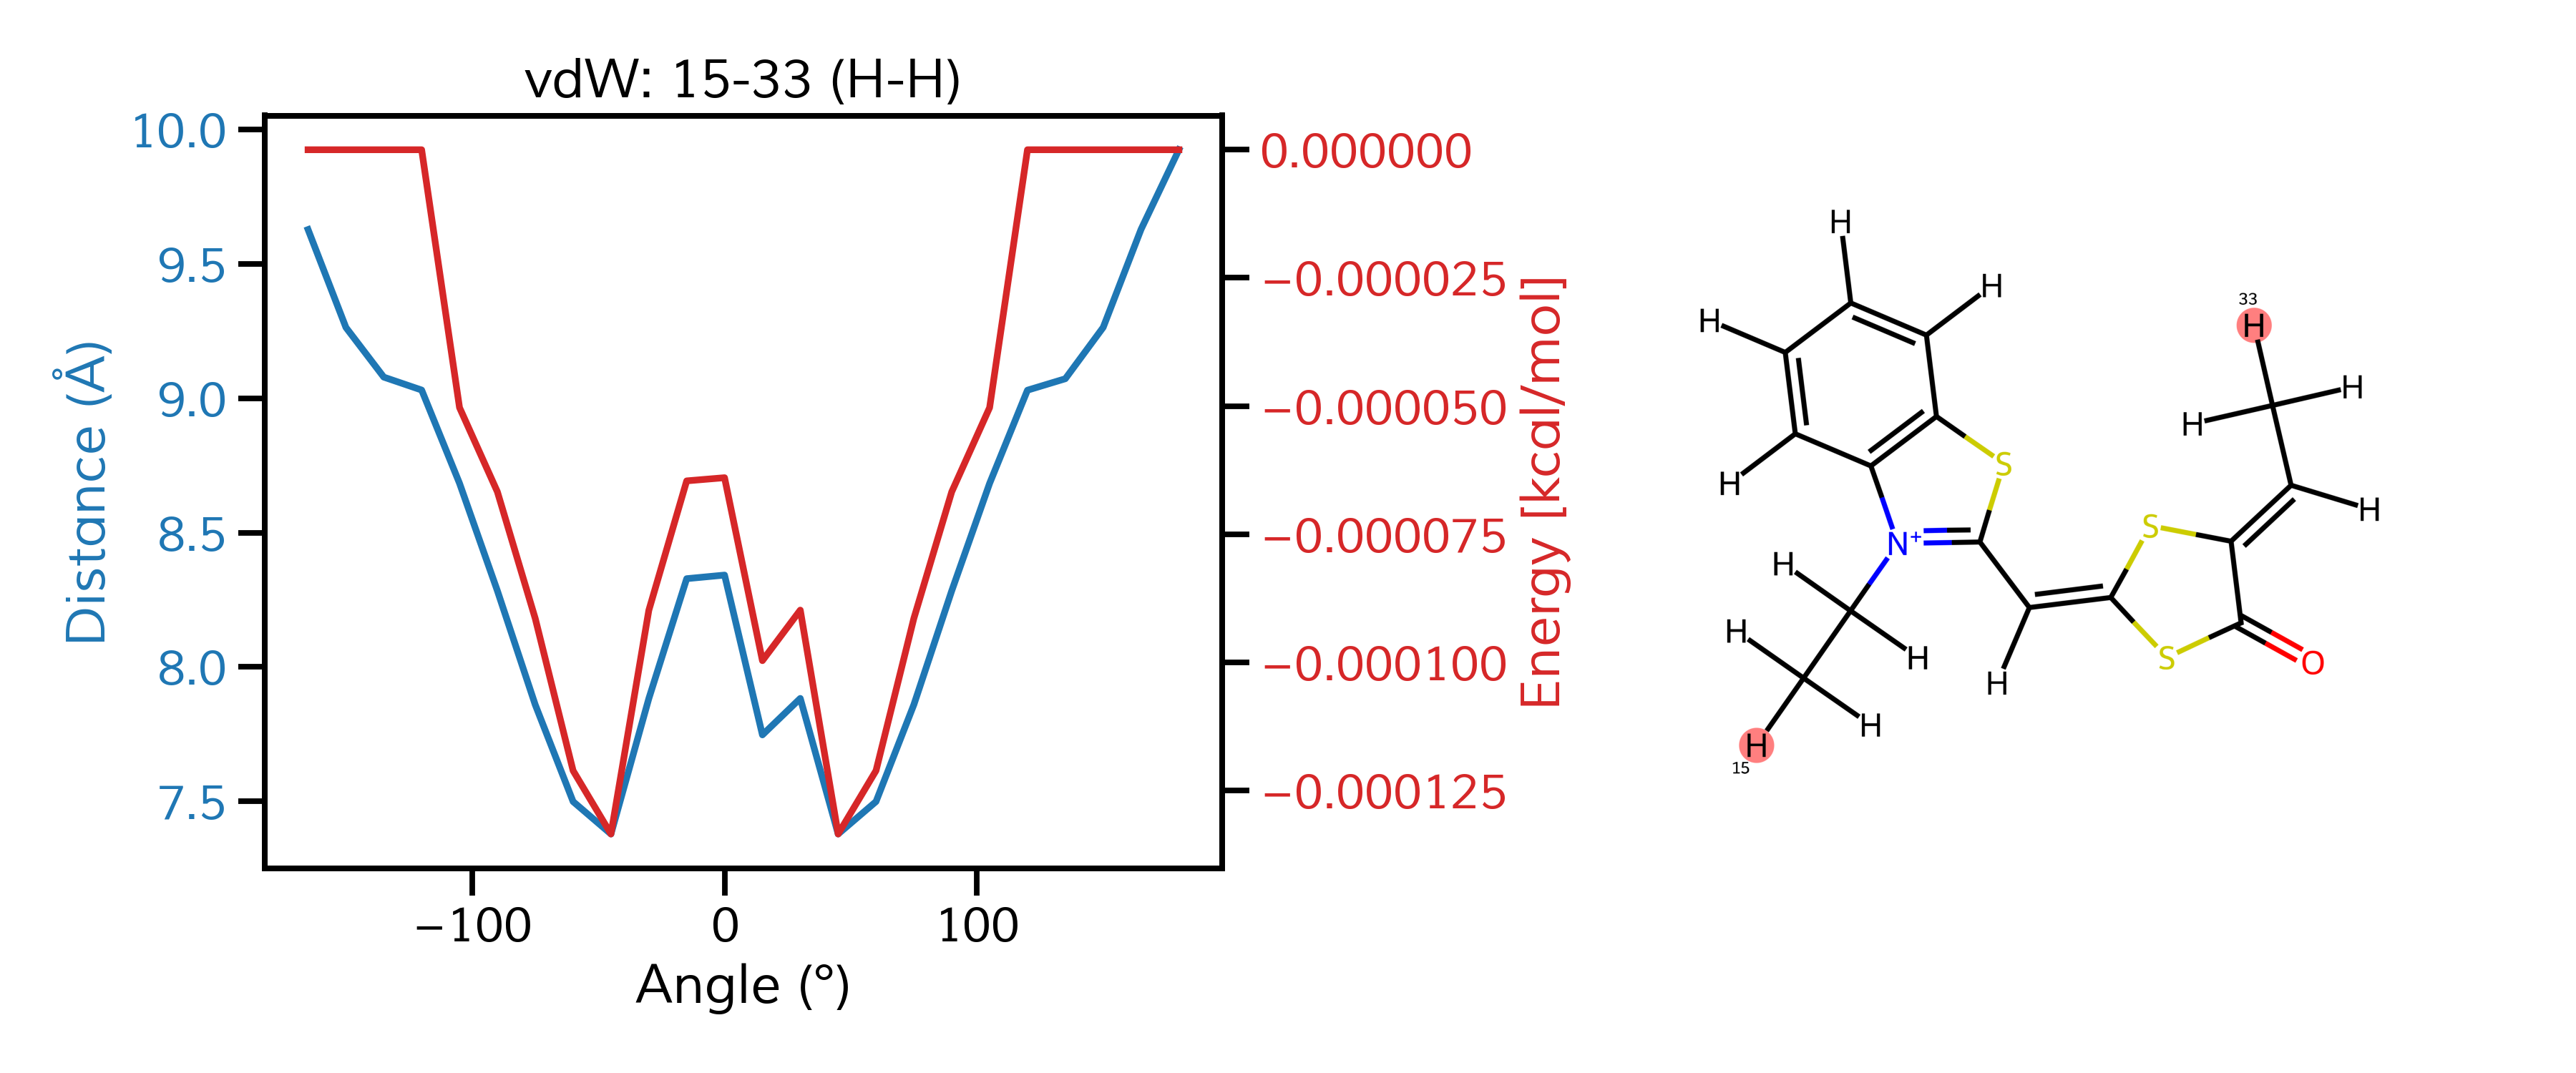 vdW: 15-33 (H-H)
10.0
9.5
9.0
8.5
8.0
7.5
Distance (Å)
0.000000
−0.000025
−0.000050
−0.000075
−0.000100
−0.000125
Energy [kcal/mol]
−100
0
100
Angle (°)
H
H
H
H
33
H
H
H
S
H
H
S
N⁺
H
H
H
S
O
H
H
H
15